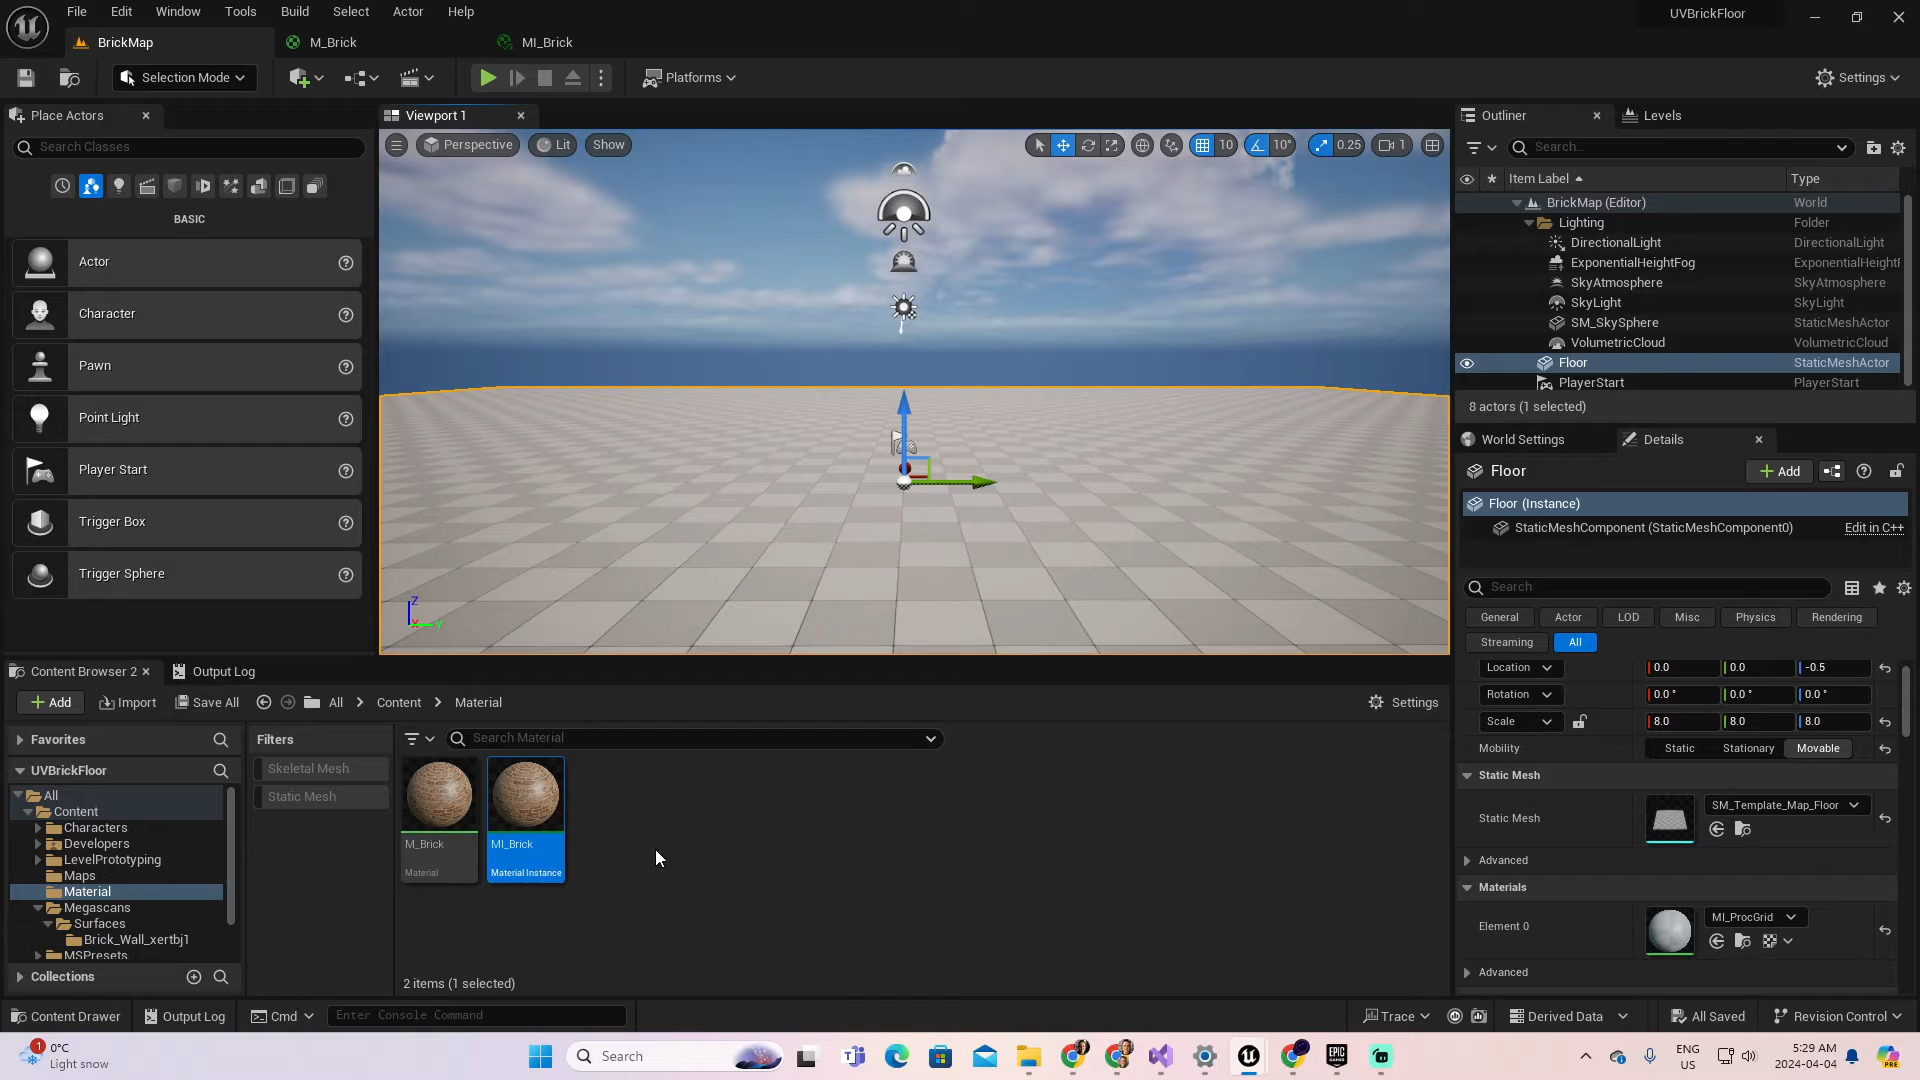 File Edit Window Tools Build Select Actor Help
UVBrickFloor
BrickMap
M_Brick
MI_Brick
Selection Mode
Platforms
Settings
Place Actors
Search Classes
BASIC
Actor
Character
Pawn
Point Light
Player Start
Trigger Box
Trigger Sphere
Viewport 1
Perspective
Lit
Show
10
10°
0.25
1
Z
X
Y
Outliner
Levels
Search...
Item Label
Type
BrickMap (Editor) World
Lighting Folder
DirectionalLight DirectionalLight
ExponentialHeightFog ExponentialHeightF
SkyAtmosphere SkyAtmosphere
SkyLight SkyLight
SM_SkySphere StaticMeshActor
VolumetricCloud VolumetricCloud
Floor StaticMeshActor
PlayerStart PlayerStart
8 actors (1 selected)
World Settings
Details
Floor
Add
Floor (Instance)
StaticMeshComponent (StaticMeshComponent0) Edit in C++
Search
General Actor LOD Misc Physics Rendering
Streaming All
Location 0.0 0.0 -0.5
Rotation 0.0 ° 0.0 ° 0.0 °
Scale 8.0 8.0 8.0
Mobility Static Stationary Movable
Static Mesh
SM_Template_Map_Floor
Static Mesh
Advanced
Materials
MI_ProcGrid
Element 0
Advanced
Content Browser 2
Output Log
Add Import Save All All Content Material Settings
Favorites
UVBrickFloor
All
Content
Characters
Developers
LevelPrototyping
Maps
Material
Megascans
Surfaces
Brick_Wall_xertbj1
MSPresets
Collections
Filters
Skeletal Mesh
Static Mesh
Search Material
M_Brick
Material
MI_Brick
Material Instance
2 items (1 selected)
Content Drawer Output Log Cmd Enter Console Command Trace Derived Data All Saved Revision Control
1
0°C
Light snow
Search
ENG
US
5:29 AM
2024-04-04